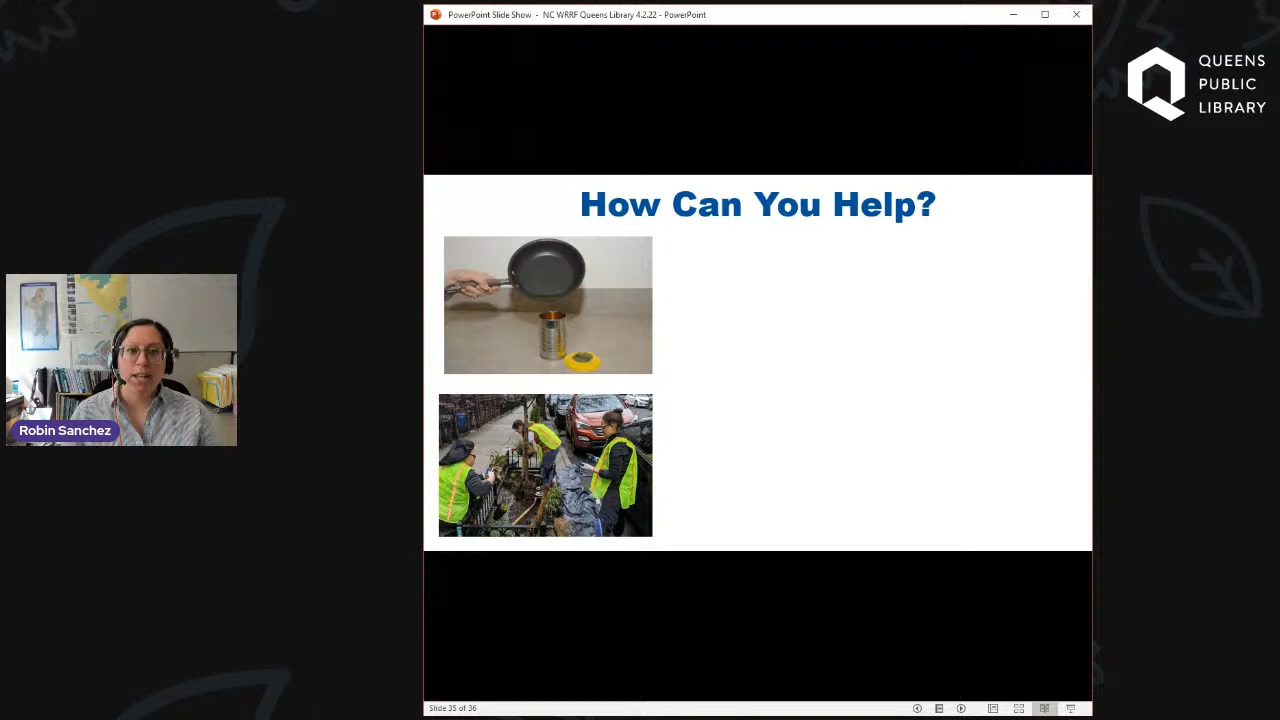 PowerPoint Slide Show - NC WRRF Queens Library 4.2.22 - PowerPoint
QUEENS
PUBLIC
LIBRARY
How Can You Help?
Robin Sanchez
Slide 35 of 36